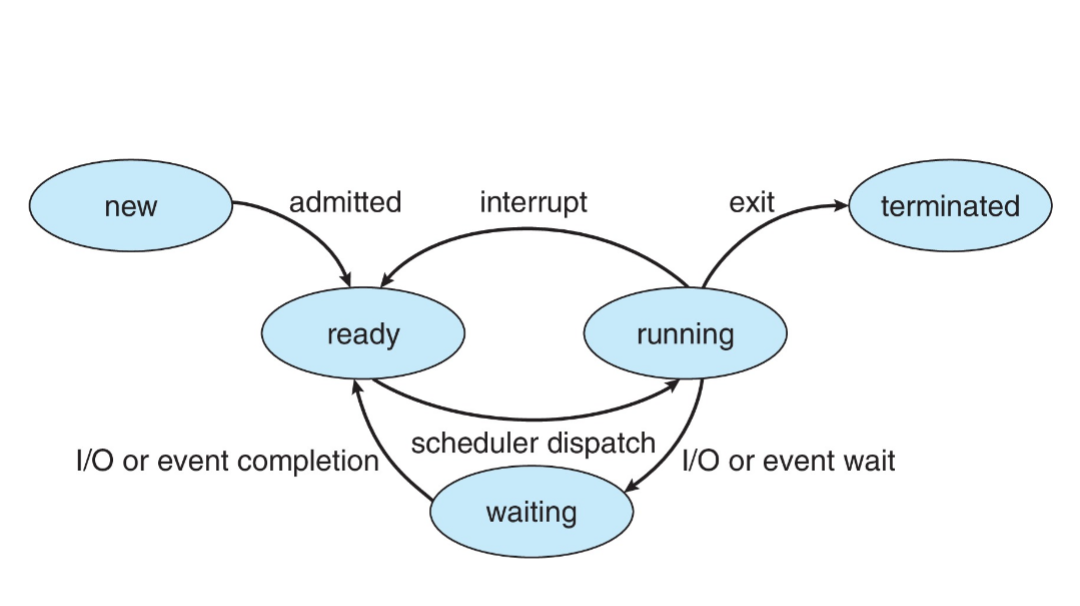 admitted
interrupt
exit
new
terminated
ready
running
scheduler dispatch
I/O or event completion
I/O or event wait
waiting